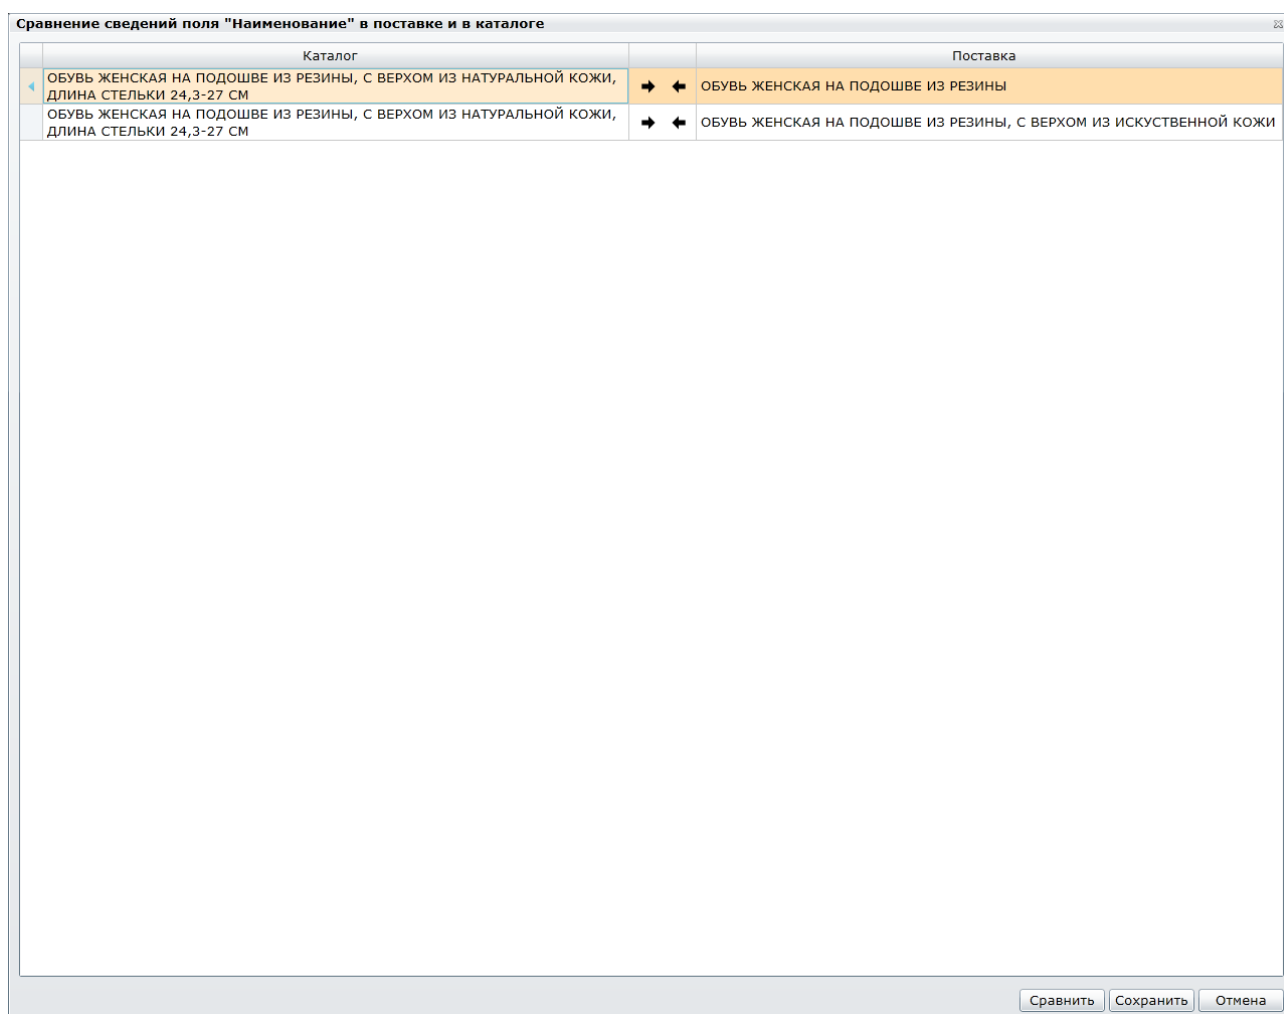 Сравнение сведений поля "Наименование" в поставке и в каталоге
Каталог
Поставка
ОБУВЬ ЖЕНСКАЯ НА ПОДОШВЕ ИЗ РЕЗИНЫ, С ВЕРХОМ ИЗ НАТУРАЛЬНОЙ КОЖИ,
ДЛИНА СТЕЛЬКИ 24,3-27 СМ
ОБУВЬ ЖЕНСКАЯ НА ПОДОШВЕ ИЗ РЕЗИНЫ
ОБУВЬ ЖЕНСКАЯ НА ПОДОШВЕ ИЗ РЕЗИНЫ, С ВЕРХОМ ИЗ НАТУРАЛЬНОЙ КОЖИ,
ДЛИНА СТЕЛЬКИ 24,3-27 СМ
ОБУВЬ ЖЕНСКАЯ НА ПОДОШВЕ ИЗ РЕЗИНЫ, С ВЕРХОМ ИЗ ИСКУСТВЕННОЙ КОЖИ
Сравнить
Сохранить
Отмена